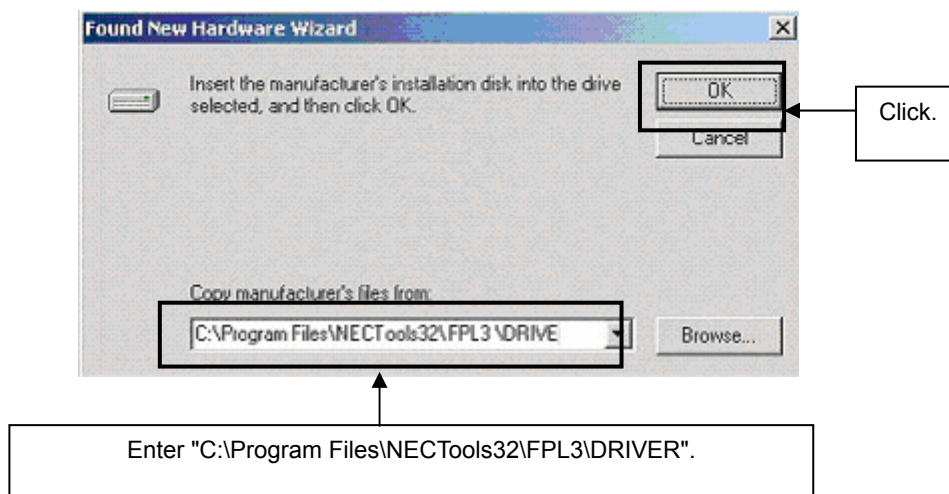 Found New Hardware Wizard
Insert the manufacturer's installation disk into the drive
selected, and then click OK.
OK
Click.
Cancel
Copy manufacturer's files from:
C:\Program Files\NECTools32\FPL3 \DRIVE
Browse...
Enter "C:\Program Files\NECTools32\FPL3\DRIVER".